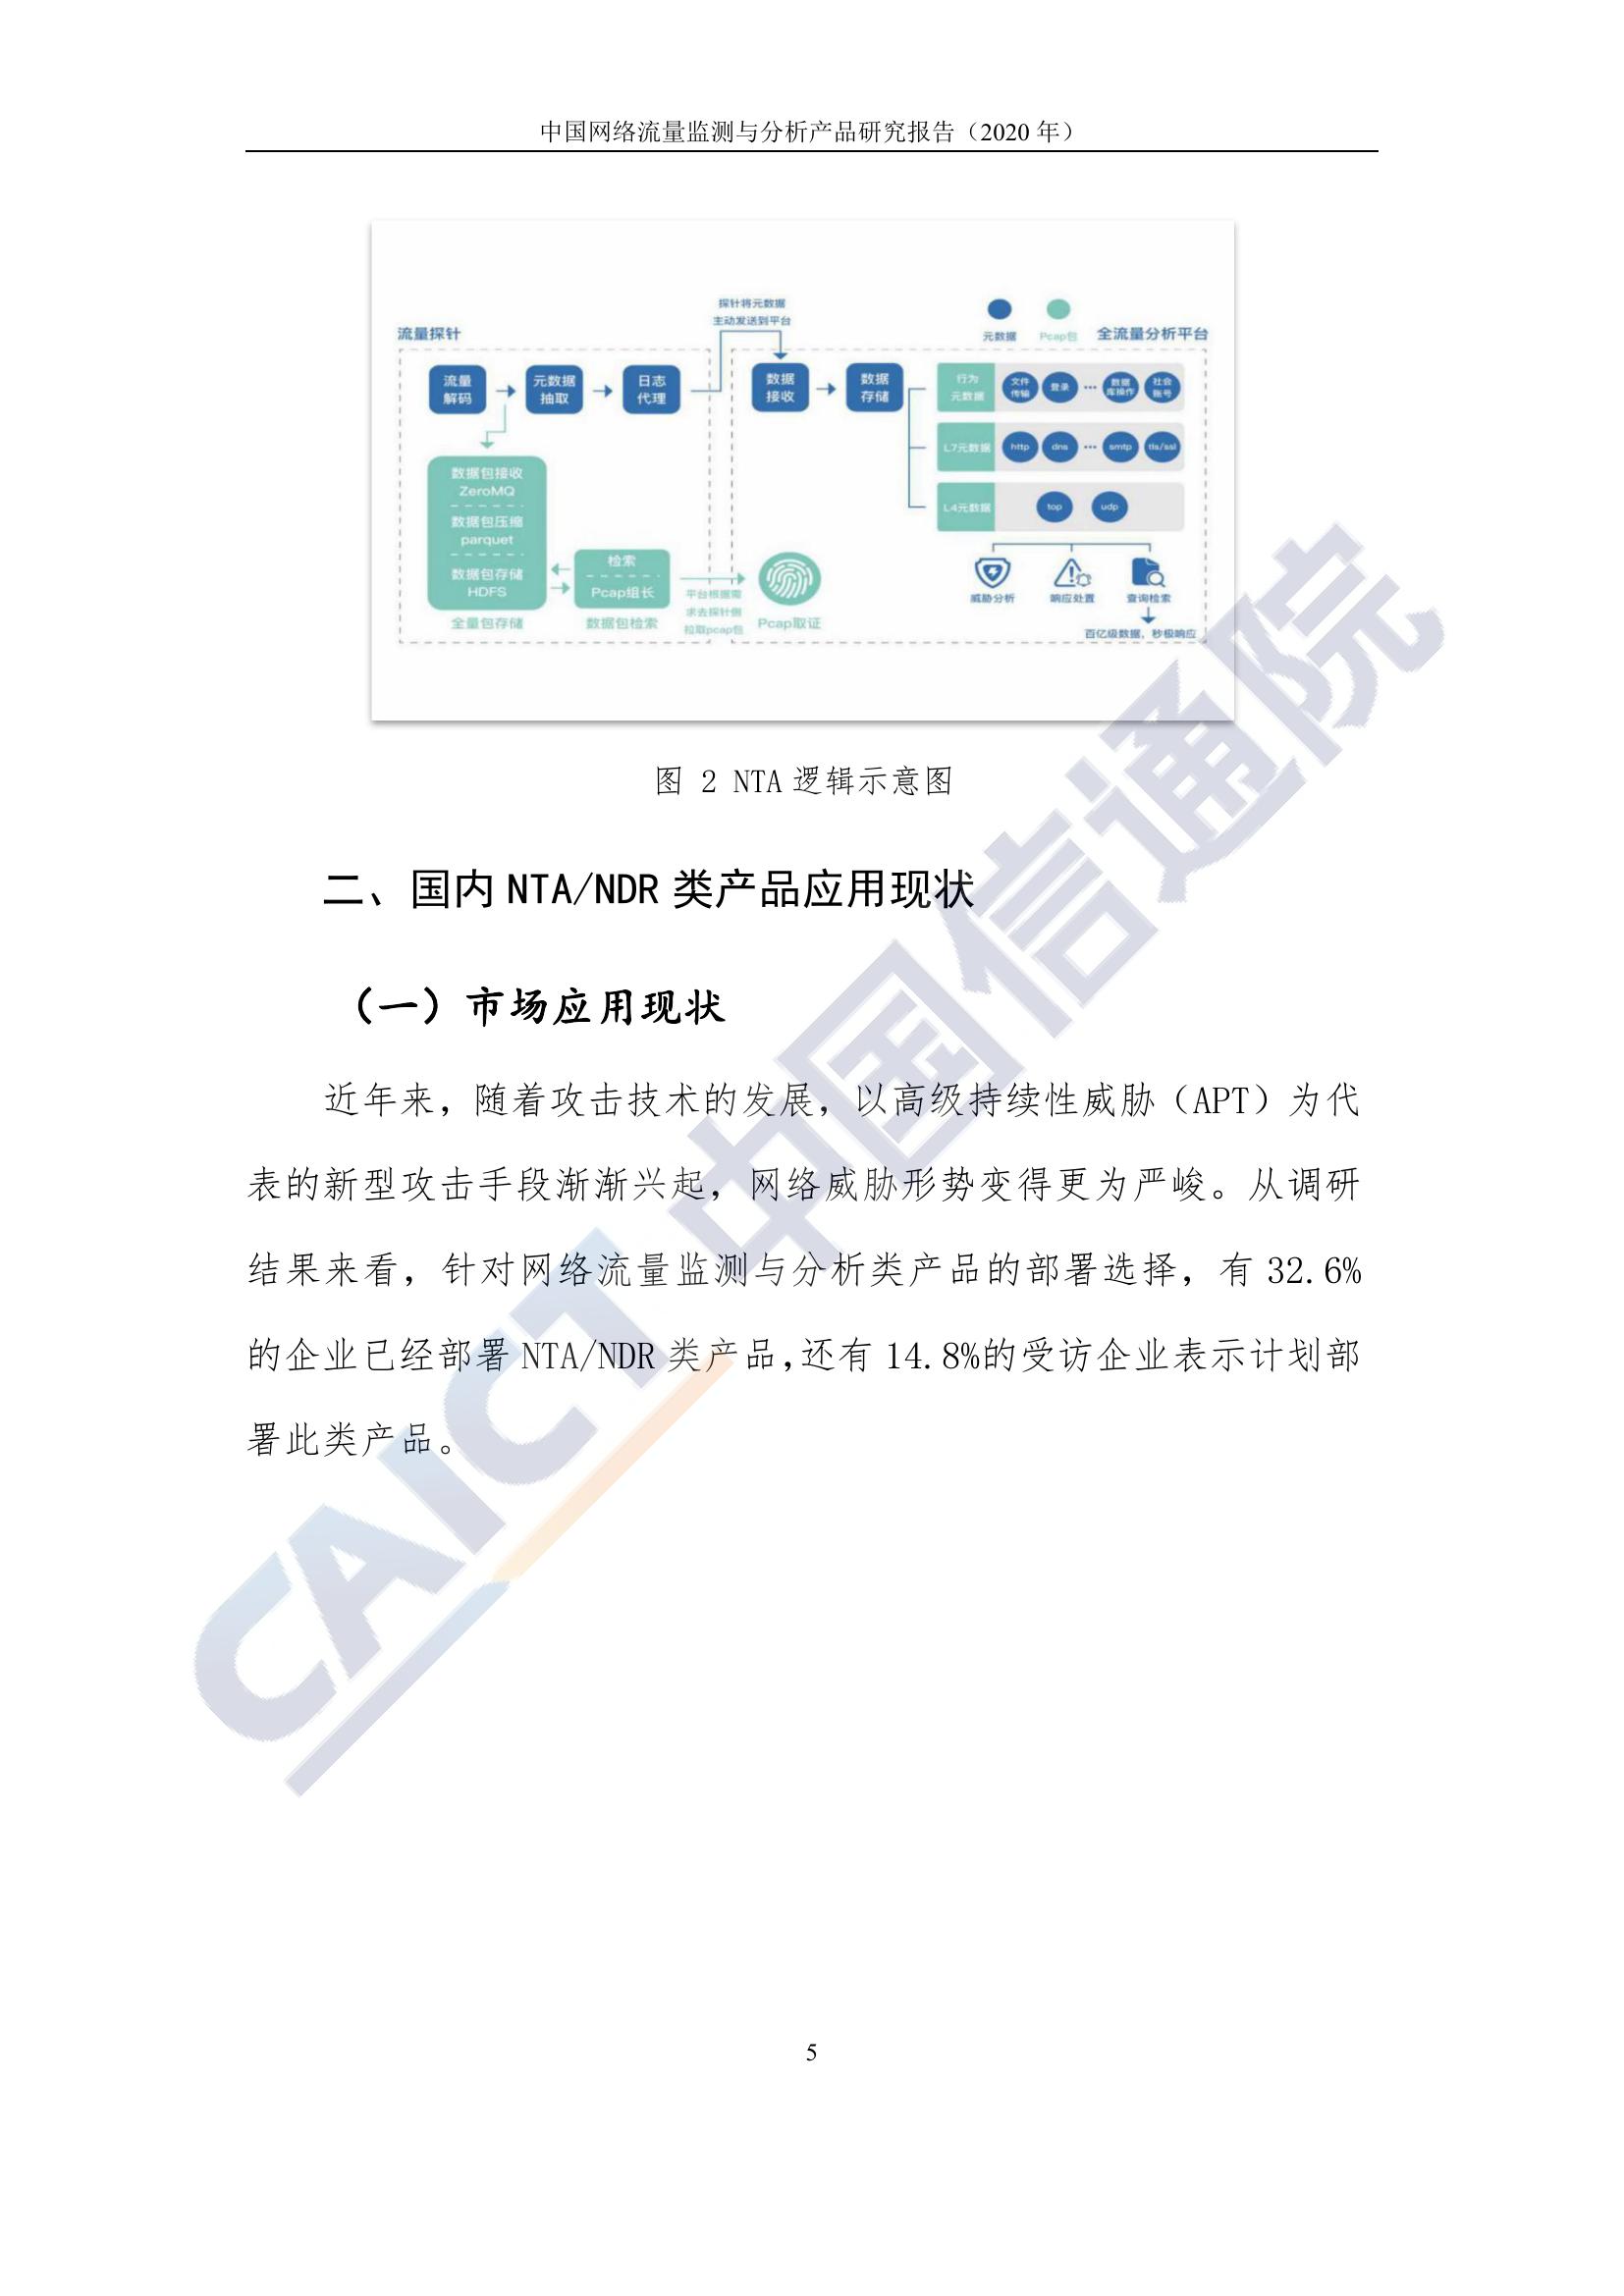 中国网络流量监测与分析产品研究报告（2020 年）
探针将元数据
主动发送到平台
流量探针
元数据
Pcap包
全流量分析平台
流量
解码
元数据
抽取
日志
代理
数据
接收
数据
存储
行为
元数据
文件
传输
登录
...
数据
库操作
社会
账号
L7元数据
http
dns
...
smtp
tls/ssl
L4元数据
tcp
udp
数据包接收
ZeroMQ
数据包压缩
parquet
数据包存储
HDFS
全量包存储
检索
Pcap组长
数据包检索
平台根据需
求去探针侧
拉取pcap包
Pcap取证
威胁分析
响应处置
查询检索
百亿级数据，秒极响应
图 2 NTA 逻辑示意图
二、国内 NTA/NDR 类产品应用现状
（一）市场应用现状
近年来，随着攻击技术的发展，以高级持续性威胁（APT）为代
表的新型攻击手段渐渐兴起，网络威胁形势变得更为严峻。从调研
结果来看，针对网络流量监测与分析类产品的部署选择，有 32.6%
的企业已经部署 NTA/NDR 类产品，还有 14.8%的受访企业表示计划部
署此类产品。
CAICT 中国信通院
5